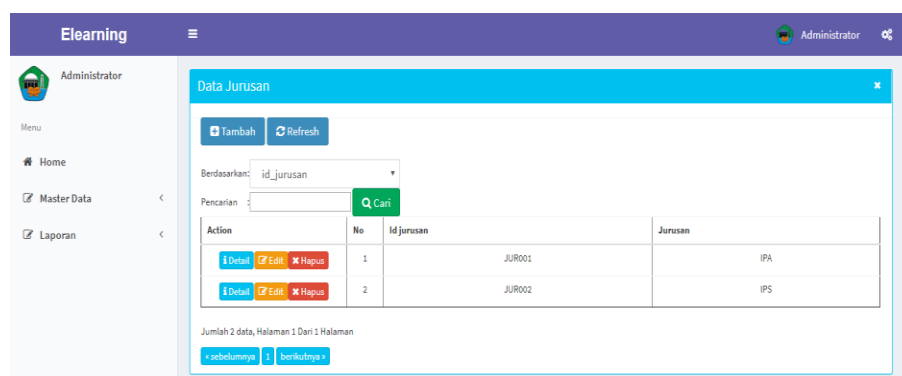 Elearning
Administrator
Administrator
Menu
Home
Master Data
Laporan
Data Jurusan
Tambah Refresh
Berdasarkan: id_jurusan
Pencarian : Cari
Action No Id jurusan Jurusan
Detail Edit Hapus 1 JUR001 IPA
Detail Edit Hapus 2 JUR002 IPS
Jumlah 2 data, Halaman 1 Dari 1 Halaman
« sebelumnya 1 berikutnya »